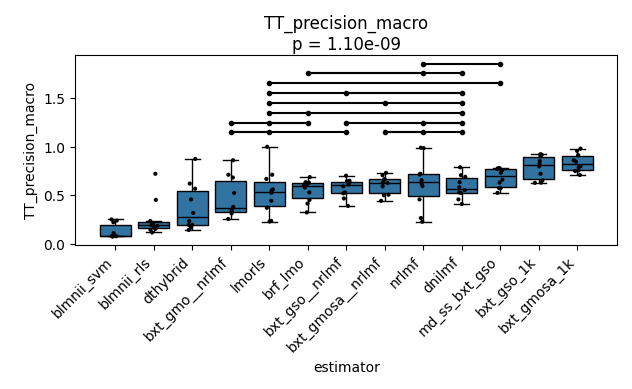 TT_precision_macro
p = 1.10e-09
TT_precision_macro
1.5
1.0
0.5
0.0
blmnii_svm
blmnii_rls
dthybrid
bxt_gmo__nrlmf
lmorls
brf_lmo
bxt_gso__nrlmf
bxt_gmosa__nrlmf
nrlmf
dnilmf
md_ss_bxt_gso
bxt_gso_1k
bxt_gmosa_1k
estimator